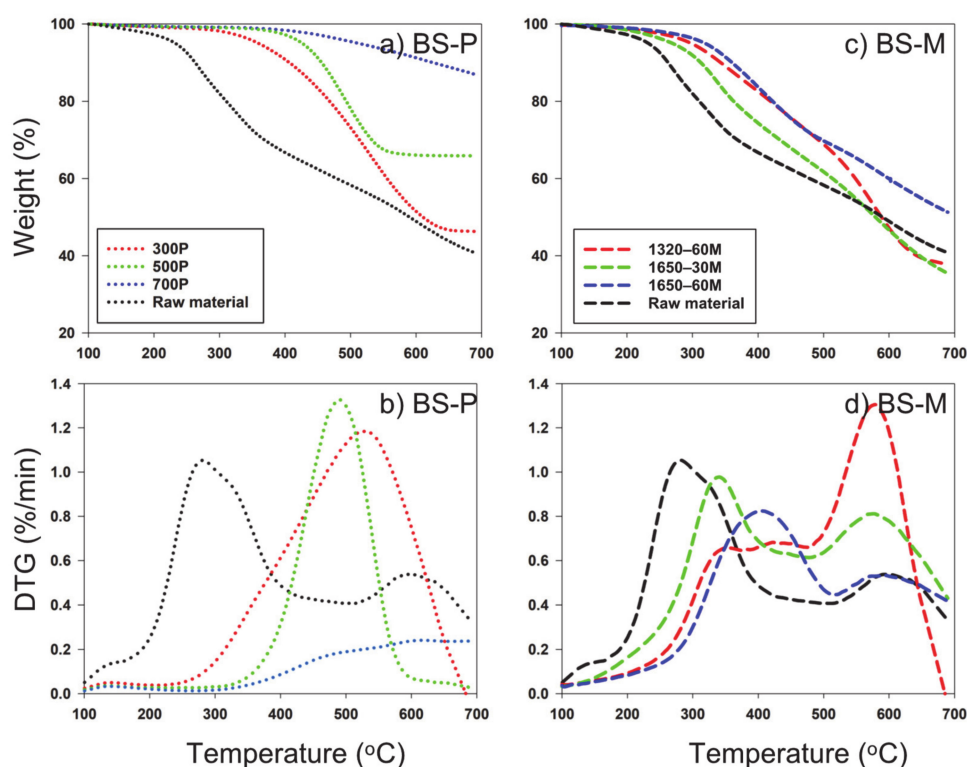 a) BS-P
c) BS-M
Weight (%)
100
80
60
40
20
300P
500P
700P
Raw material
100 200 300 400 500 600 700
100
80
60
40
20
1320–60M
1650–30M
1650–60M
Raw material
100 200 300 400 500 600 700
b) BS-P
d) BS-M
DTG (%/min)
1.4
1.2
1.0
0.8
0.6
0.4
0.2
0.0
100 200 300 400 500 600 700
Temperature (°C)
1.4
1.2
1.0
0.8
0.6
0.4
0.2
0.0
100 200 300 400 500 600 700
Temperature (°C)